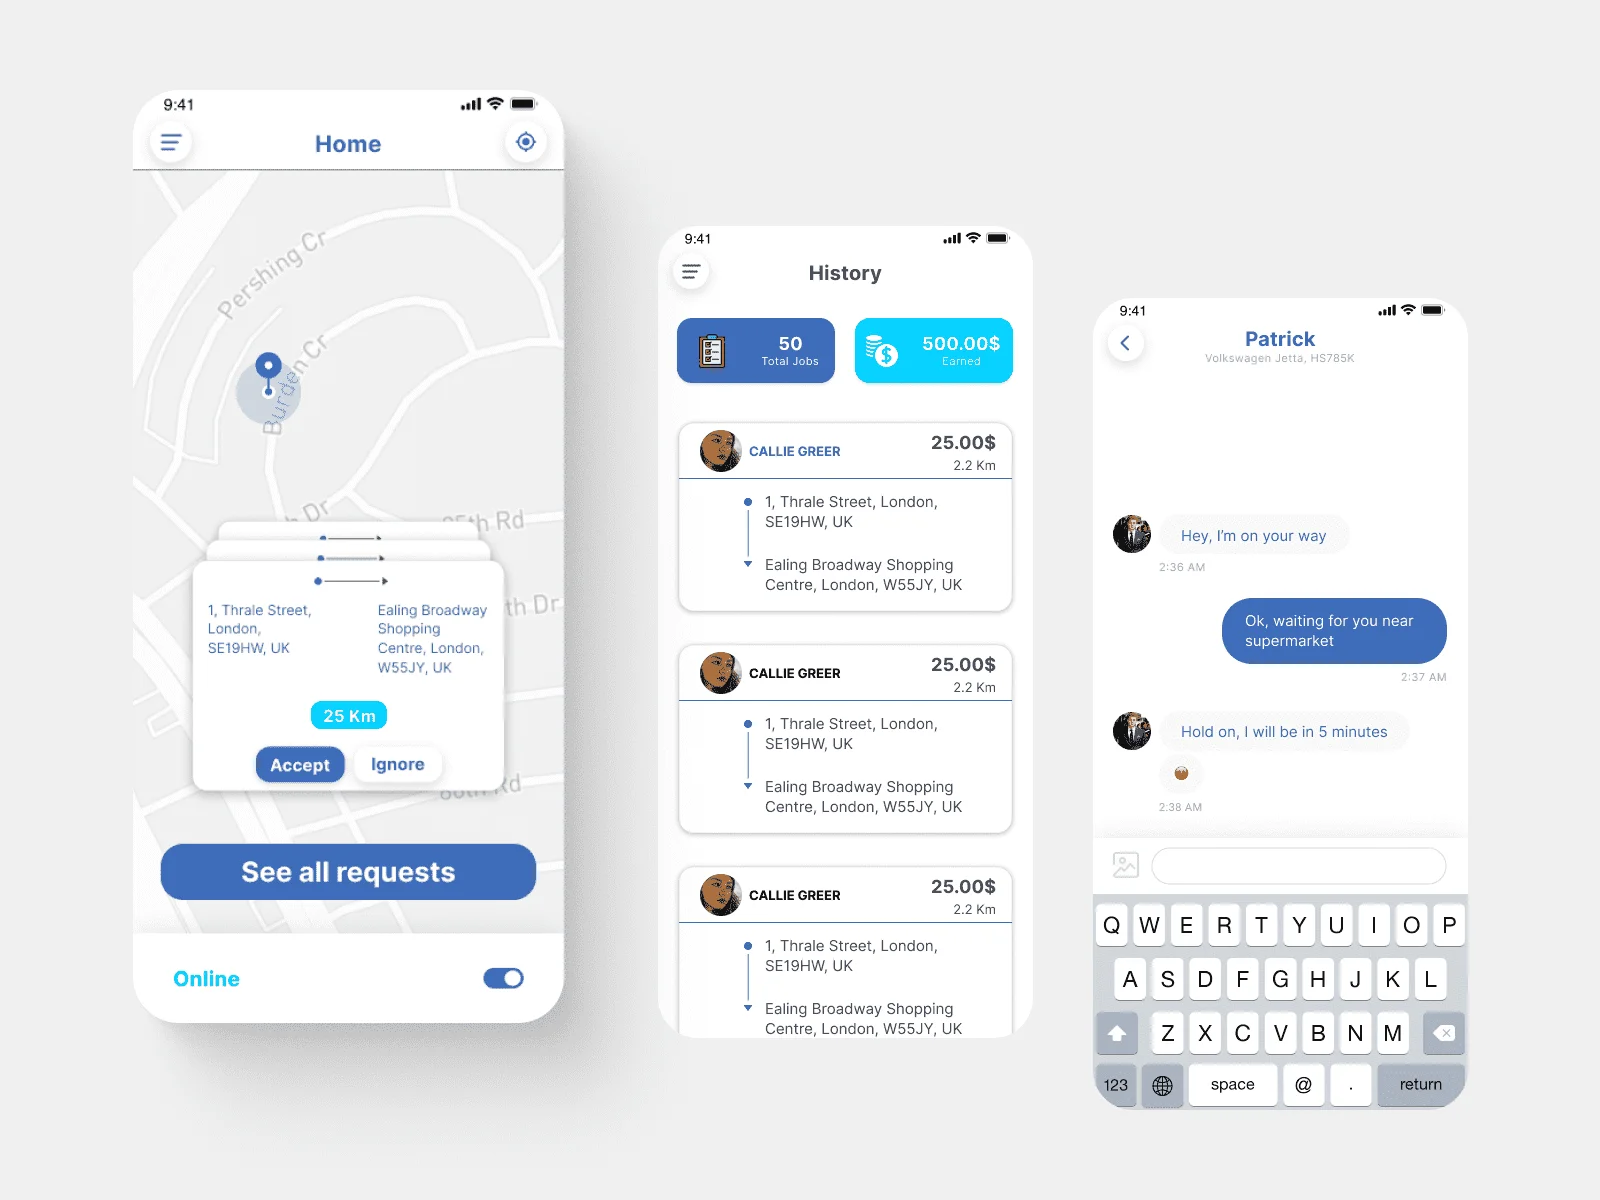 9:41
Home
Pershing Cr
Burden Cr
Dr
85th Rd
th Dr
1, Thrale Street,
London,
SE19HW, UK
Ealing Broadway
Shopping
Centre, London,
W55JY, UK
25 Km
Accept
Ignore
Rd
See all requests
Online
9:41
History
50
Total Jobs
500.00$
Earned
CALLIE GREER
25.00$
2.2 Km
1, Thrale Street, London,
SE19HW, UK
Ealing Broadway Shopping
Centre, London, W55JY, UK
CALLIE GREER
25.00$
2.2 Km
1, Thrale Street, London,
SE19HW, UK
Ealing Broadway Shopping
Centre, London, W55JY, UK
CALLIE GREER
25.00$
2.2 Km
1, Thrale Street, London,
SE19HW, UK
Ealing Broadway Shopping
Centre, London, W55JY, UK
9:41
Patrick
Volkswagen Jetta, HS785K
Hey, I'm on your way
2:36 AM
Ok, waiting for you near
supermarket
2:37 AM
Hold on, I will be in 5 minutes
2:38 AM
Q W E R T Y U I O P
A S D F G H J K L
Z X C V B N M
123 space @ . return